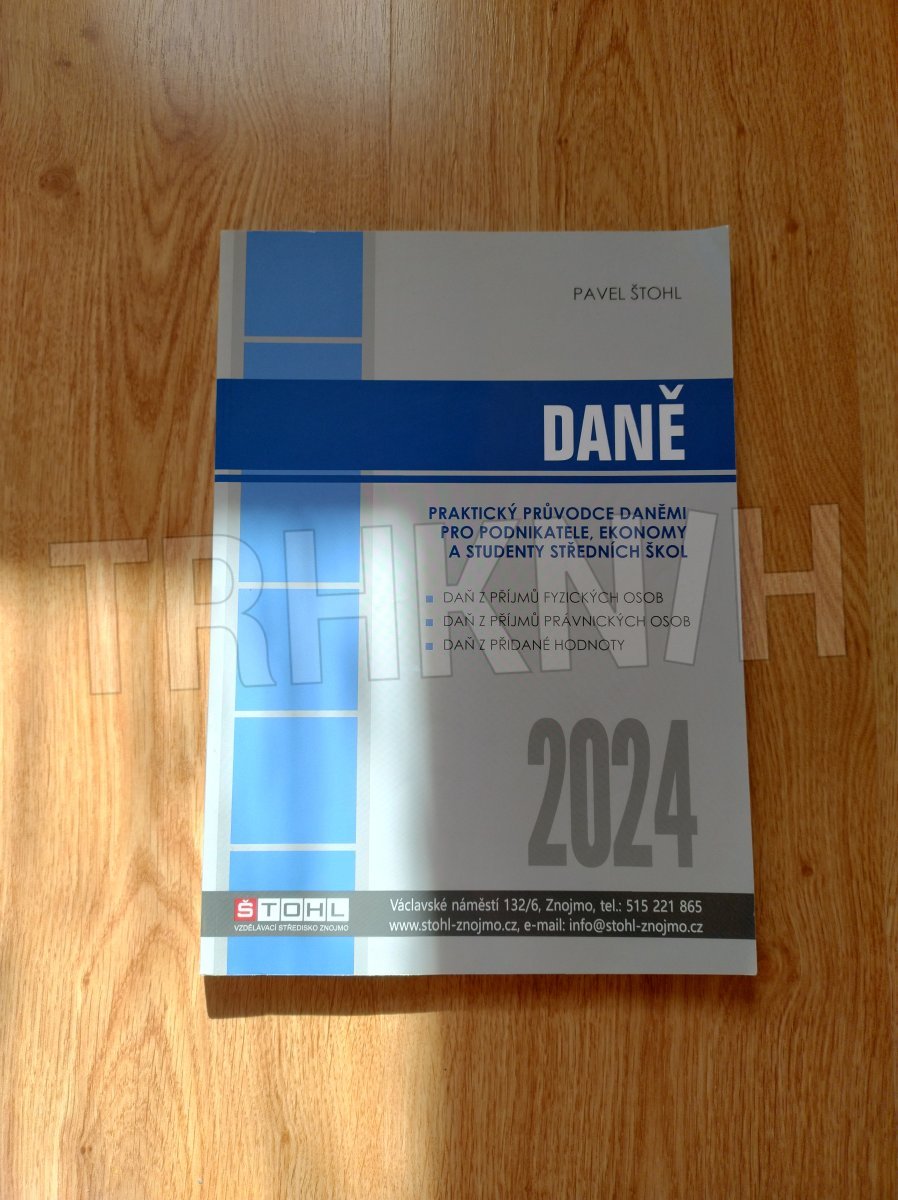 PAVEL ŠTOHL
DANĚ
PRAKTICKÝ PRŮVODCE DANĚMI
PRO PODNIKATELE, EKONOMY
A STUDENTY STŘEDNÍCH ŠKOL
TRHKNIH
DAŇ Z PŘÍJMŮ FYZICKÝCH OSOB
DAŇ Z PŘÍJMŮ PRÁVNICKÝCH OSOB
DAŇ Z PŘIDANÉ HODNOTY
2024
ŠTOHL
VZDĚLÁVACÍ STŘEDISKO ZNOJMO
Václavské náměstí 132/6, Znojmo, tel.: 515 221 865
www.stohl-znojmo.cz, e-mail: info@stohl-znojmo.cz